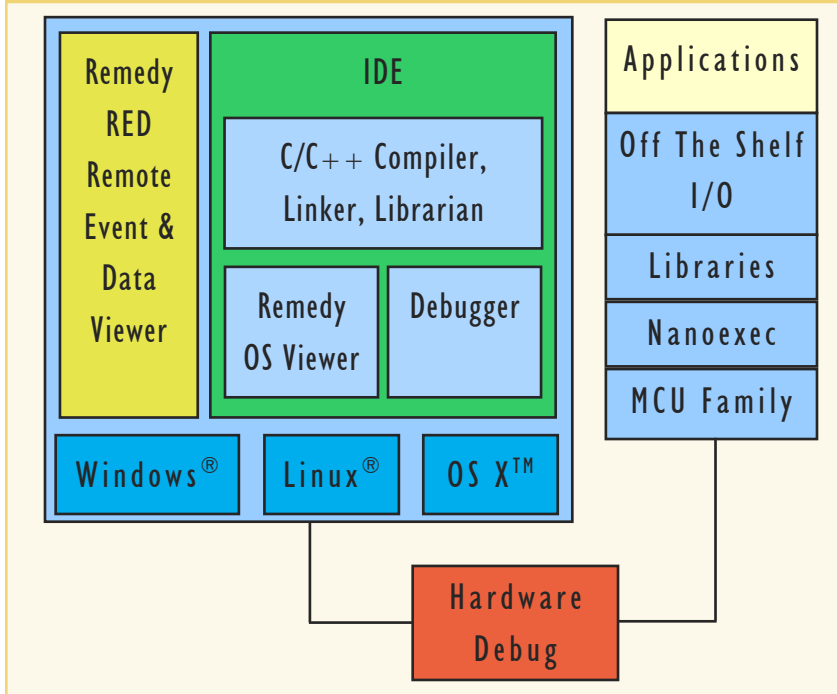 Remedy
RED
Remote
Event &
Data
Viewer
IDE
C/C++ Compiler,
Linker, Librarian
Remedy
OS Viewer
Debugger
Windows®
Linux®
OS X™
Applications
Off The Shelf
I/O
Libraries
Nanoexec
MCU Family
Hardware
Debug